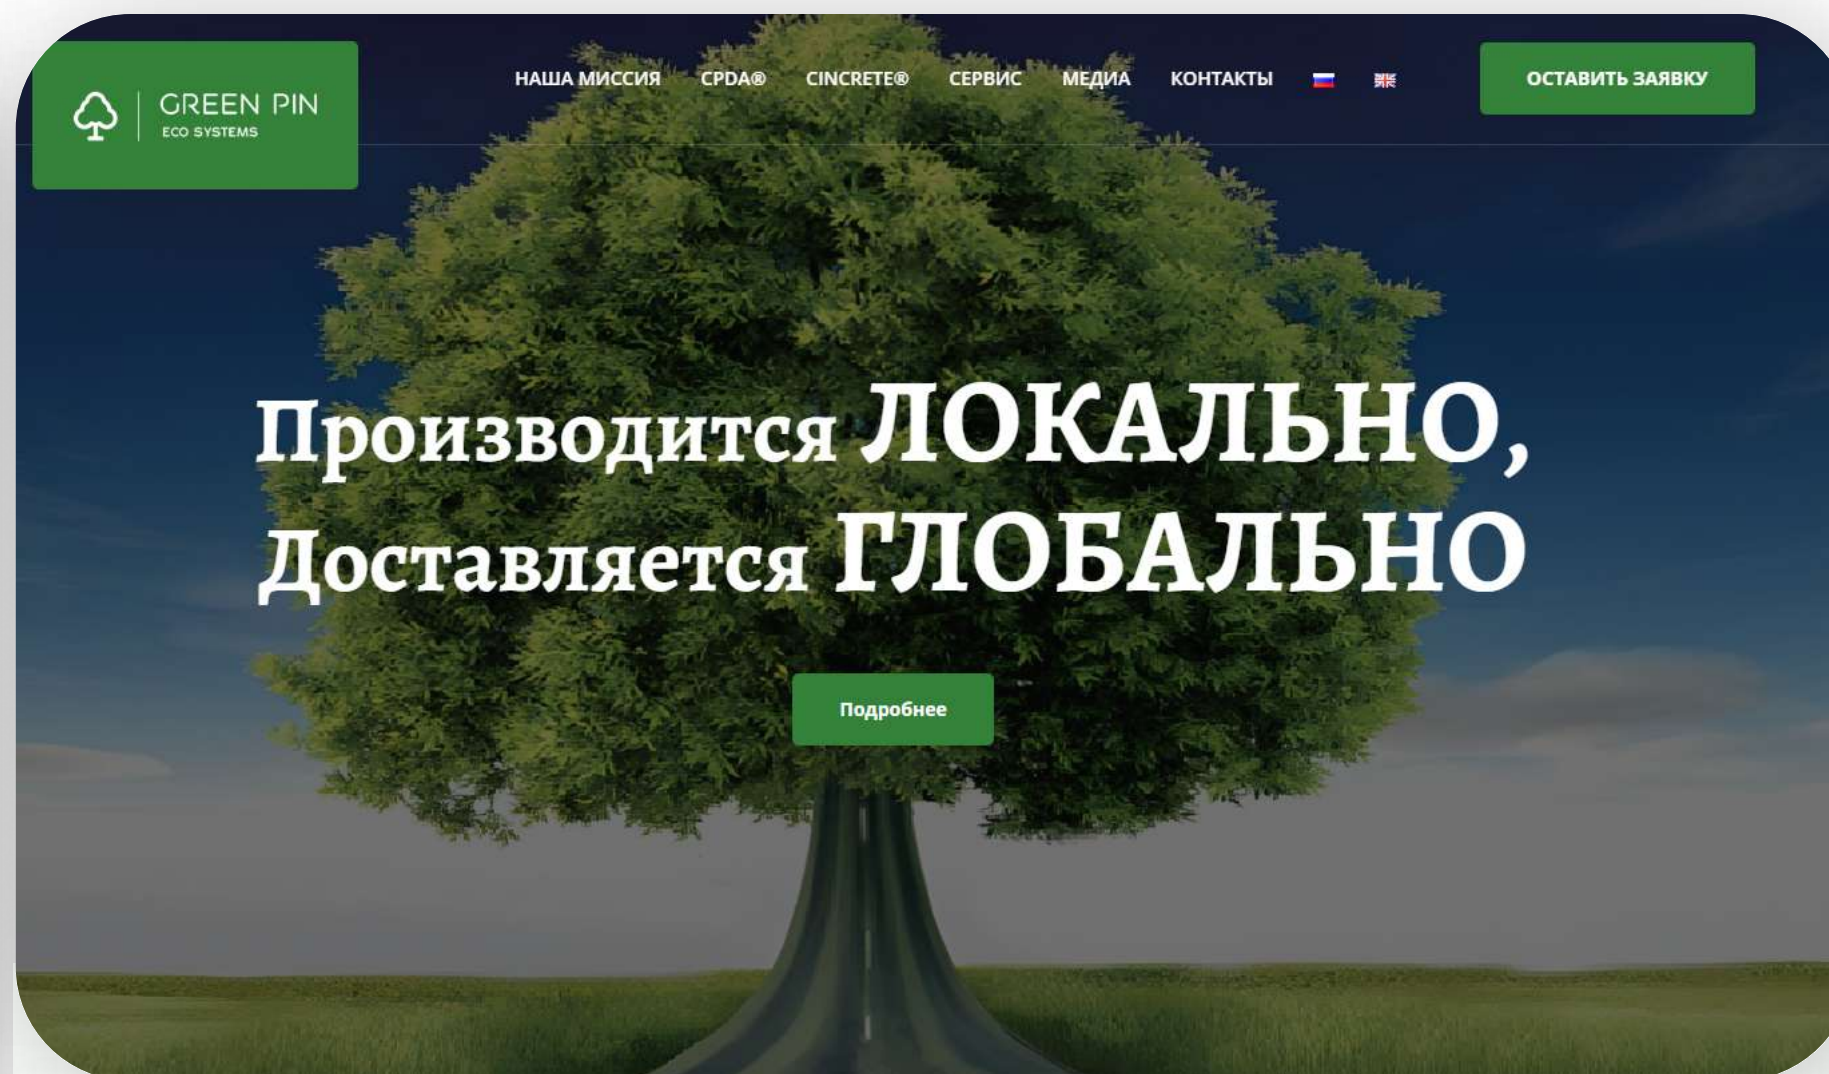 GREEN PIN
ECO SYSTEMS
НАША МИССИЯ CPDA® CINCRETE® СЕРВИС МЕДИА КОНТАКТЫ
ОСТАВИТЬ ЗАЯВКУ
Производится ЛОКАЛЬНО,
Доставляется ГЛОБАЛЬНО
Подробнее